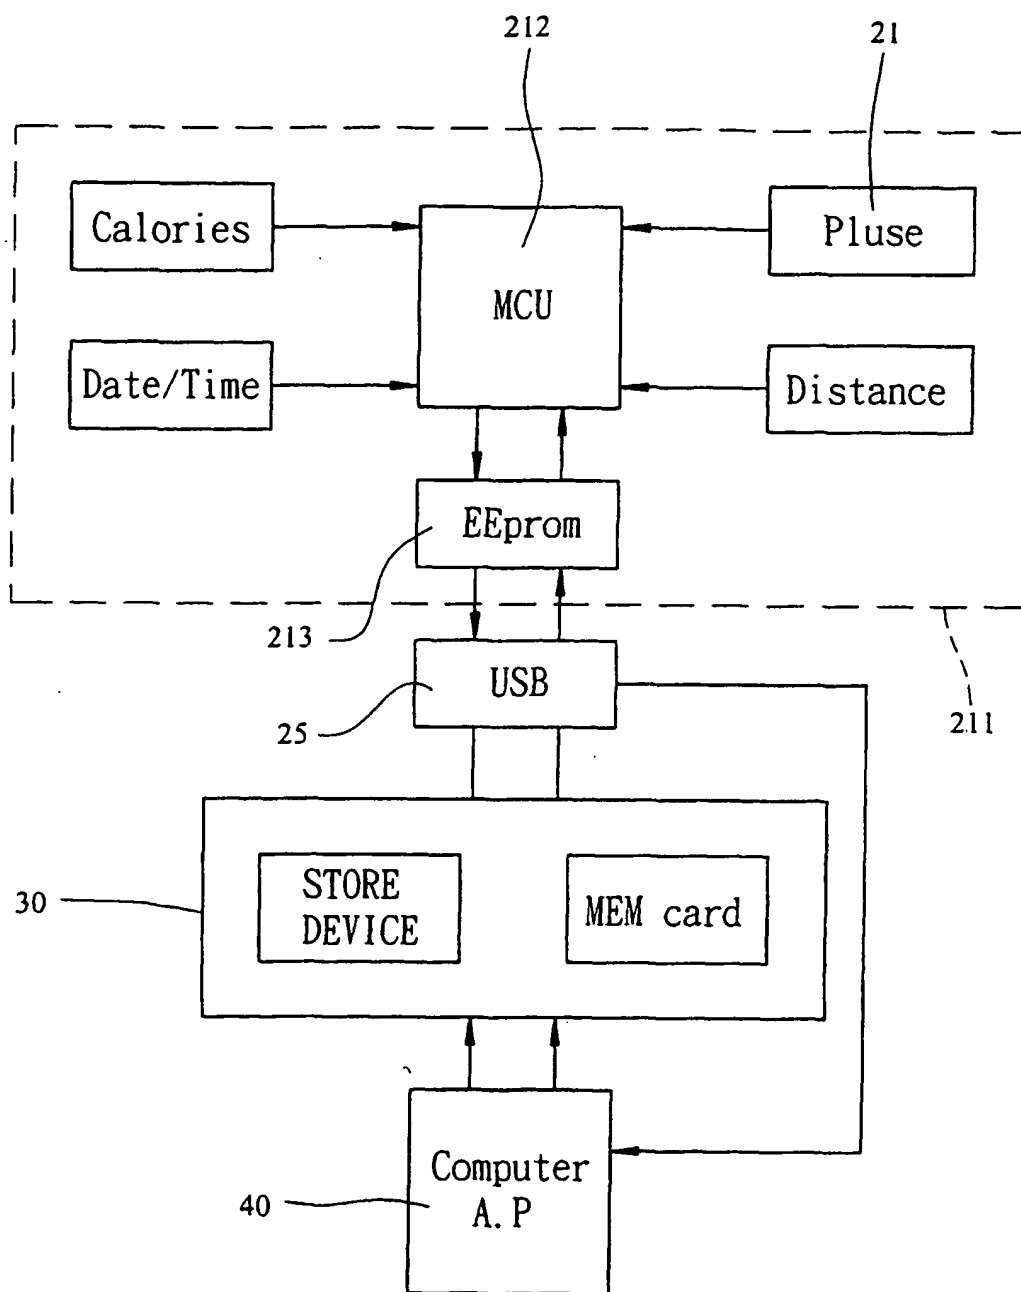 212
21
Calories
Pluse
MCU
Date/Time
Distance
EEprom
213
USB
25
211
STORE
DEVICE
MEM card
30
Computer
A.P
40